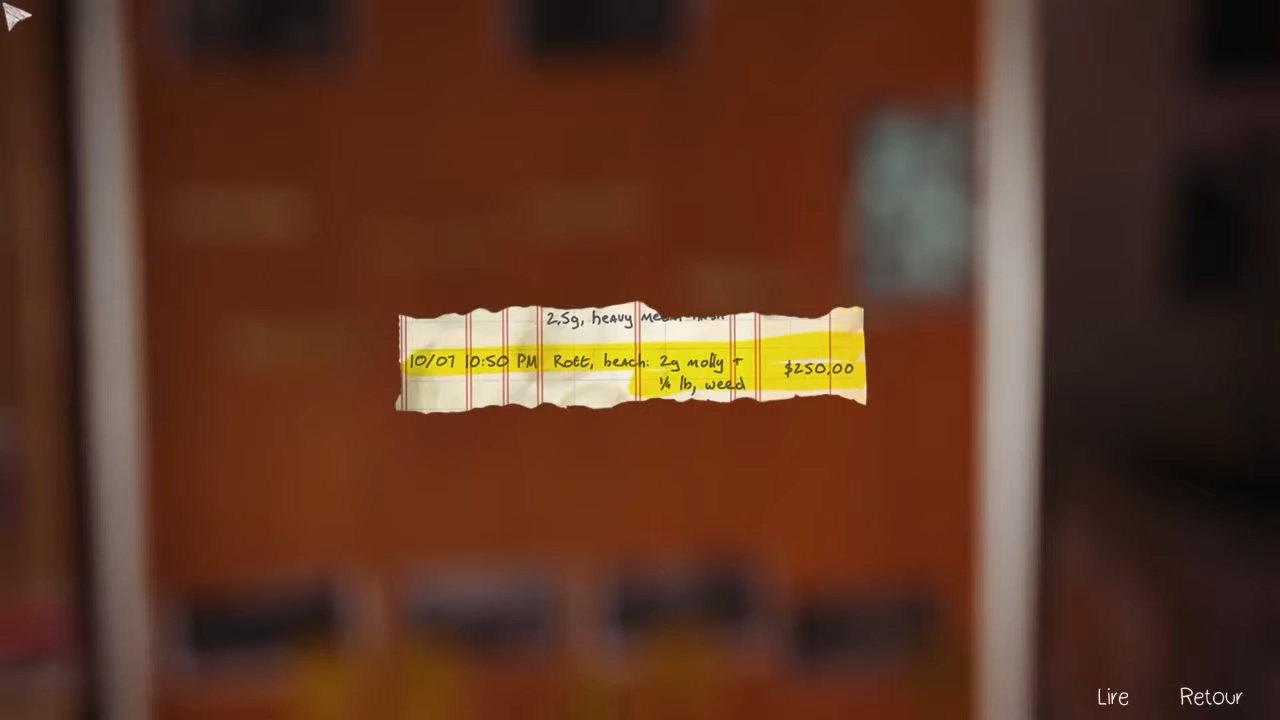 2.5g, heavy
10/07 10:50 PM Rott, beach: 2g molly + $250.00
1/4 lb, weed
Lire Retour